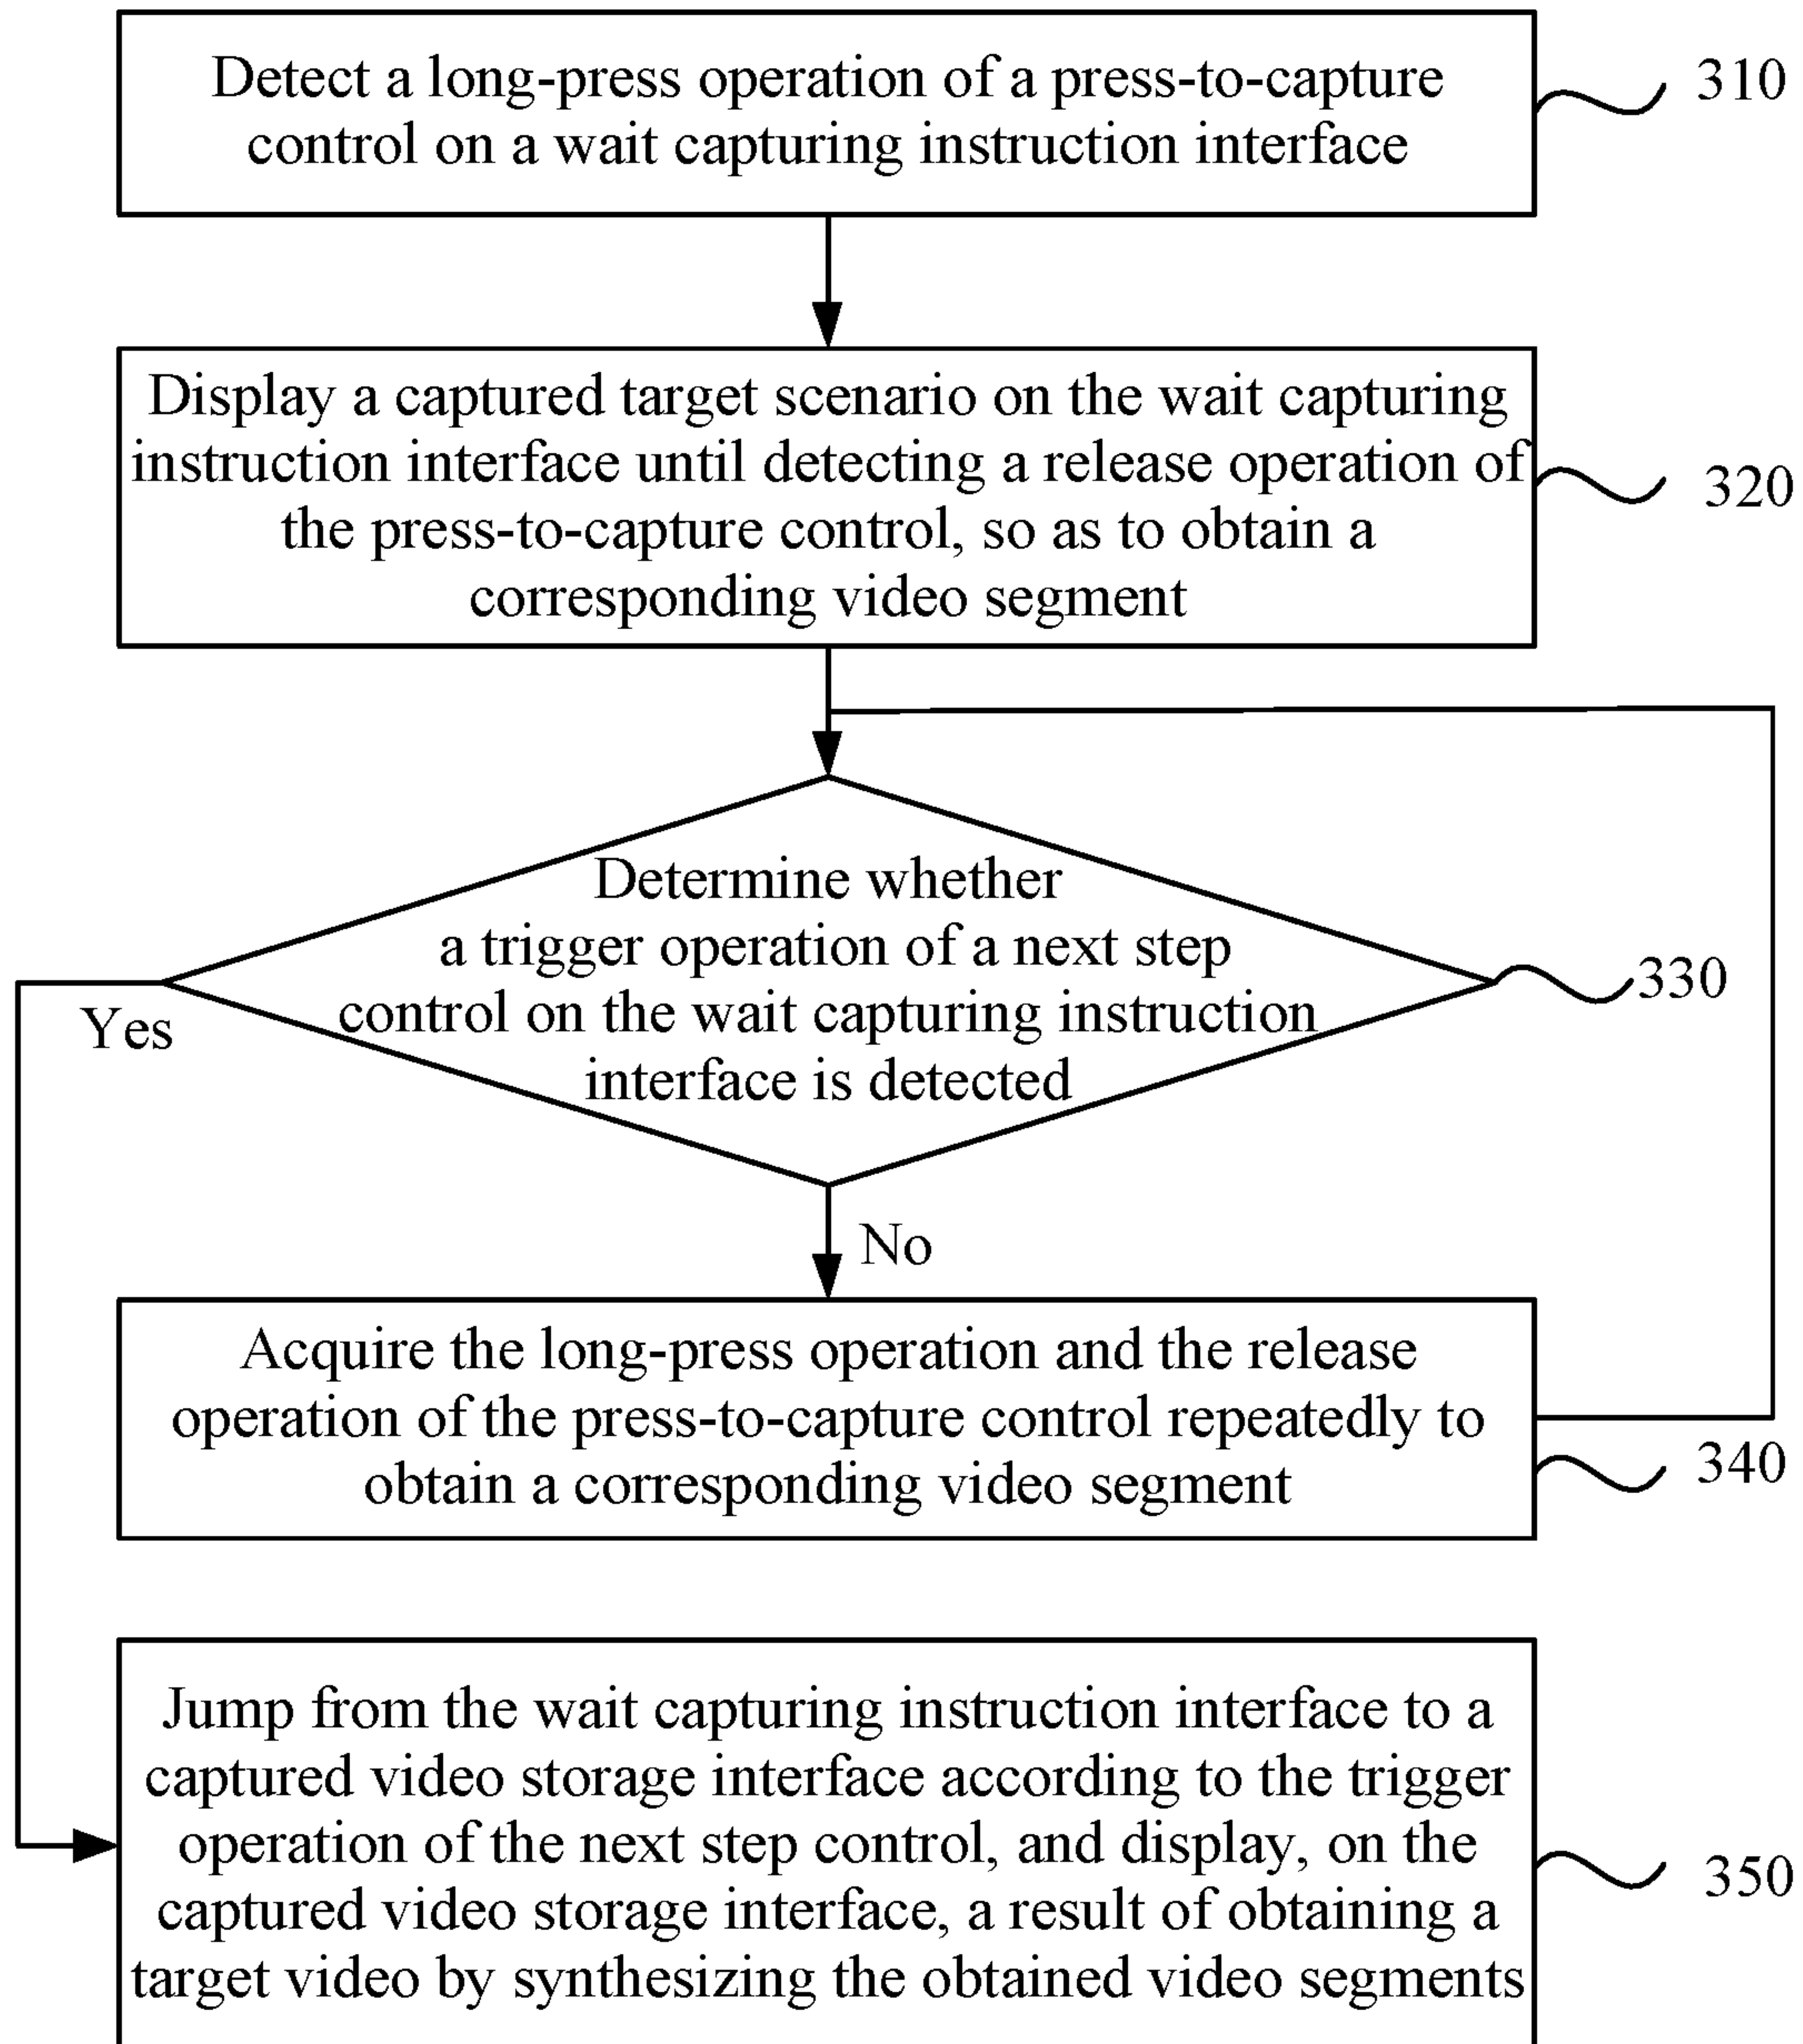 Detect a long-press operation of a press-to-capture
control on a wait capturing instruction interface
310
Display a captured target scenario on the wait capturing
instruction interface until detecting a release operation of
the press-to-capture control, so as to obtain a
corresponding video segment
320
Determine whether
a trigger operation of a next step
control on the wait capturing instruction
interface is detected
330
Yes
No
Acquire the long-press operation and the release
operation of the press-to-capture control repeatedly to
obtain a corresponding video segment
340
Jump from the wait capturing instruction interface to a
captured video storage interface according to the trigger
operation of the next step control, and display, on the
captured video storage interface, a result of obtaining a
target video by synthesizing the obtained video segments
350